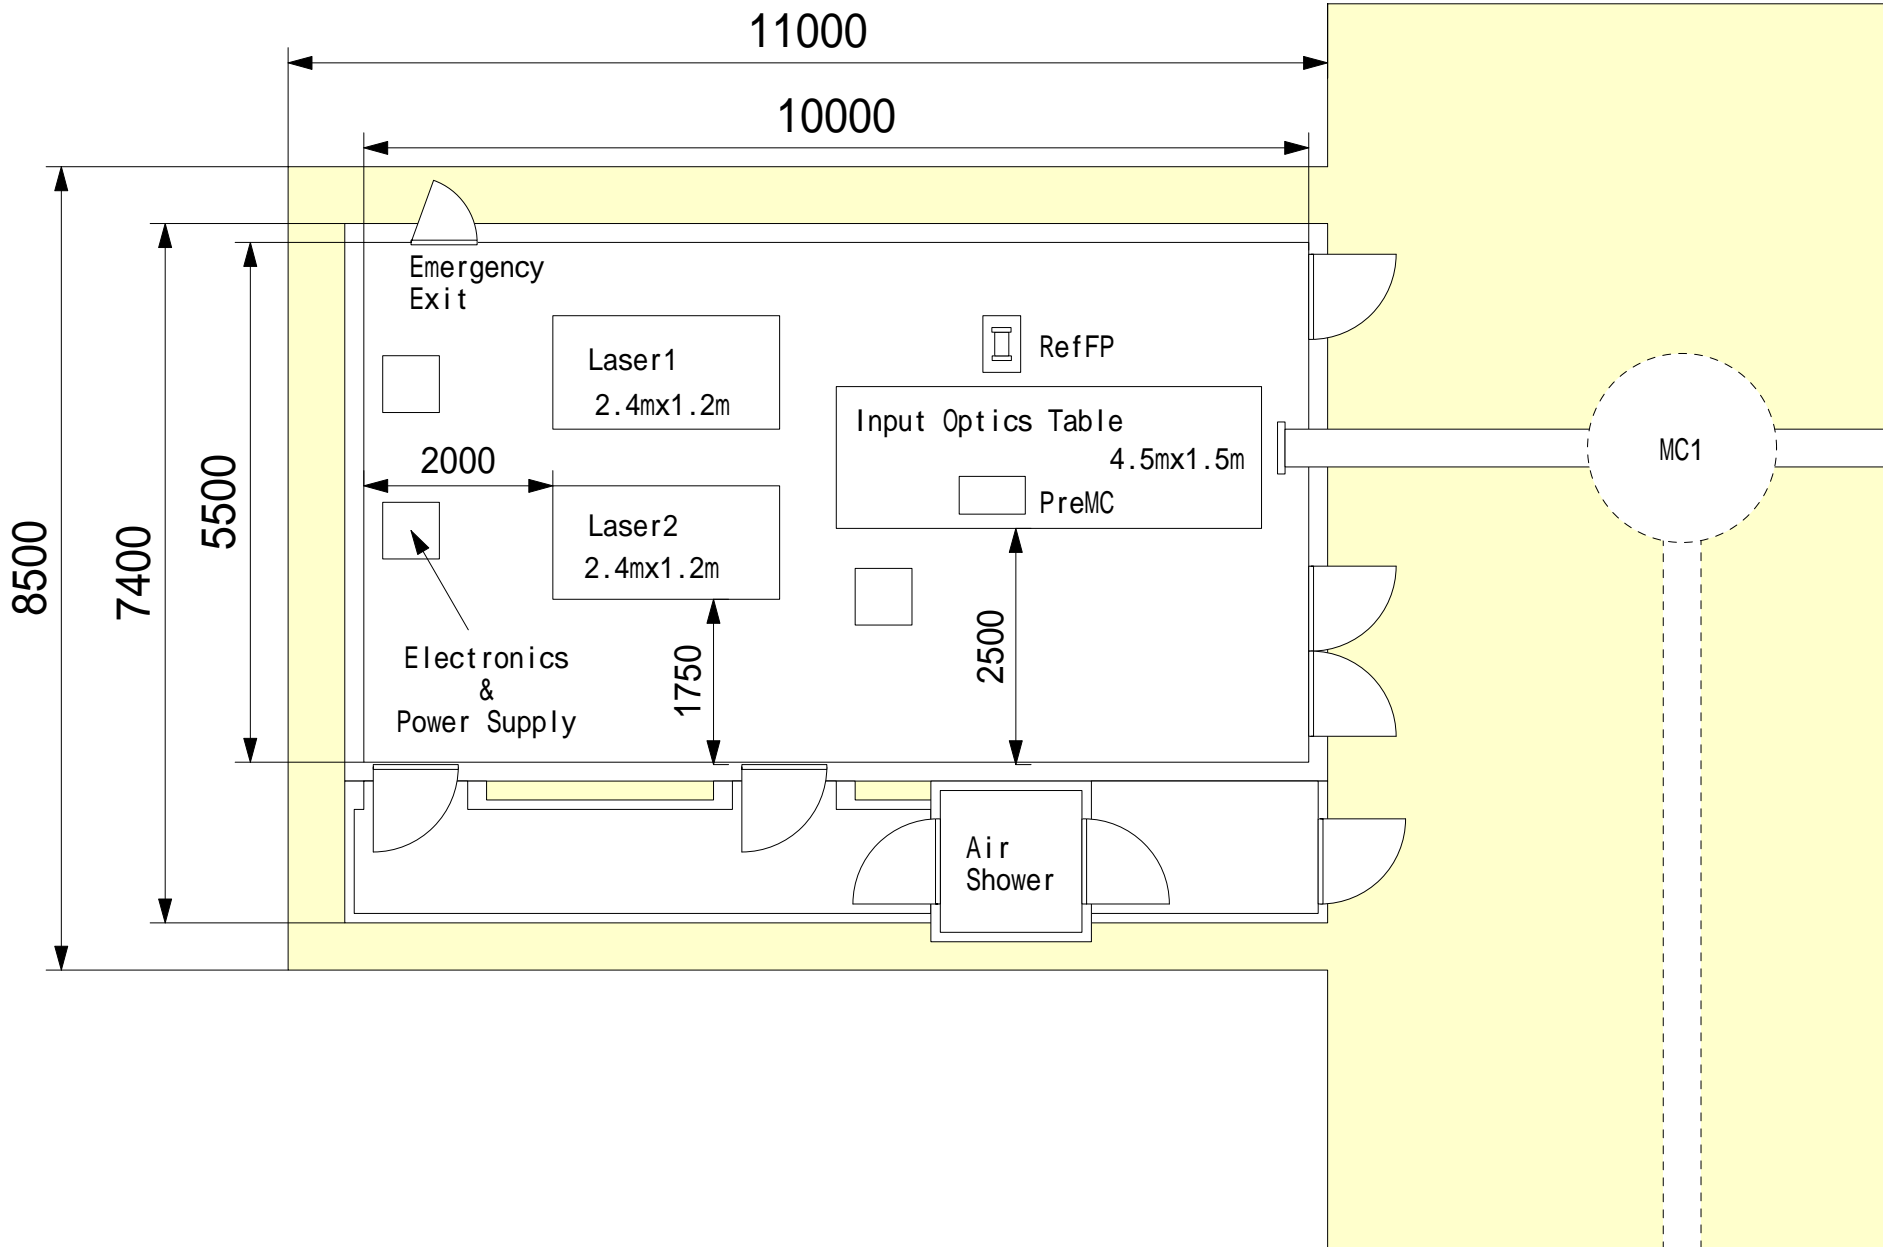 11000
10000
Emergency
Exit
Laser1
2.4mx1.2m
RefFP
Input Optics Table
4.5mx1.5m
PreMC
MC1
2000
Laser2
2.4mx1.2m
8500
7400
5500
Electronics
&
Power Supply
1750
2500
Air
Shower